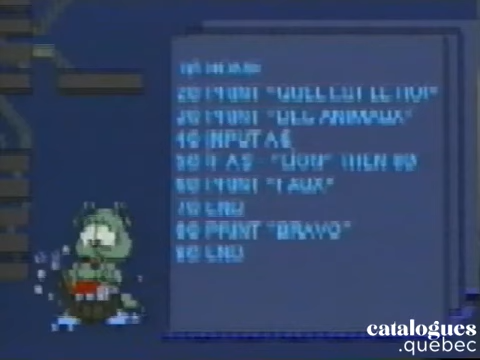 10 HOME
20 PRINT "QUEL EST LE ROI"
30 PRINT "DES ANIMAUX"
40 INPUT A$
50 IF A$ = "LION" THEN 80
60 PRINT "FAUX"
70 END
80 PRINT "BRAVO"
90 END
catalogues
.québec